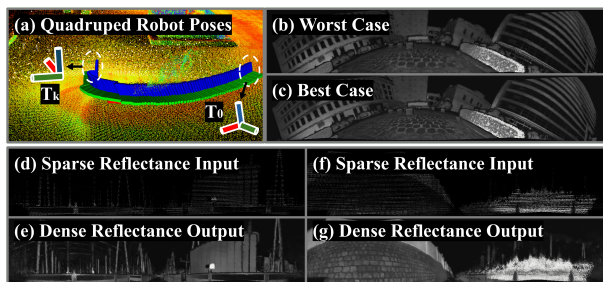 (a) Quadruped Robot Poses
Tk
T0
(b) Worst Case
(c) Best Case
(d) Sparse Reflectance Input
(e) Dense Reflectance Output
(f) Sparse Reflectance Input
(g) Dense Reflectance Output